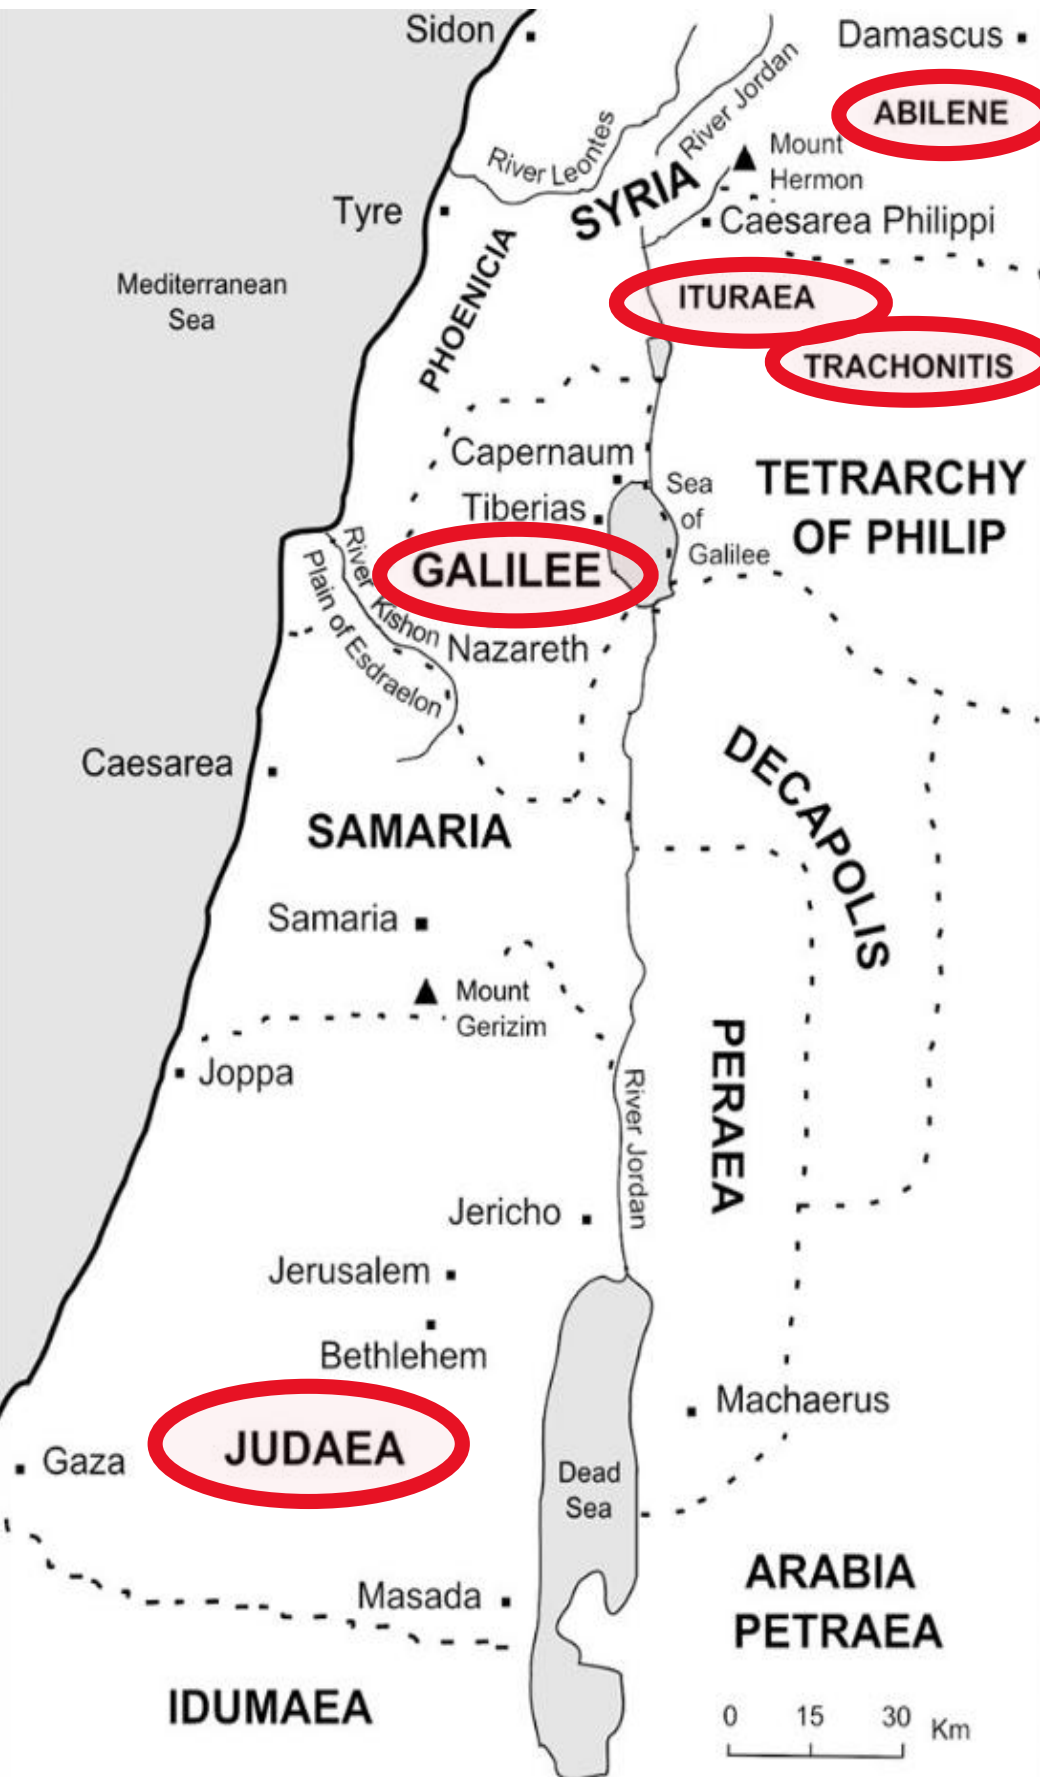 Sidon
Damascus
ABILENE
River Jordan
River Leontes
Mount
Hermon
SYRIA
Tyre
Caesarea Philippi
PHOENICIA
Mediterranean
Sea
ITURAEA
TRACHONITIS
Capernaum
Sea
of
Galilee
TETRARCHY
OF PHILIP
Tiberias
GALILEE
River Kishon
Plain of Esdraelon
Nazareth
DECAPOLIS
Caesarea
SAMARIA
Samaria
Mount
Gerizim
PERAEA
Joppa
River Jordan
Jericho
Jerusalem
Bethlehem
Machaerus
JUDAEA
Gaza
Dead
Sea
Masada
ARABIA
PETRAEA
IDUMAEA
0 15 30 Km